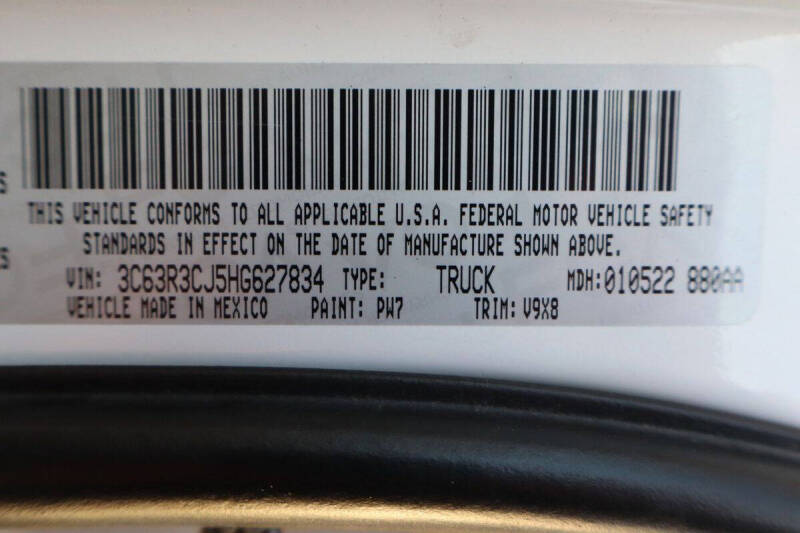 THIS VEHICLE CONFORMS TO ALL APPLICABLE U.S.A. FEDERAL MOTOR VEHICLE SAFETY
STANDARDS IN EFFECT ON THE DATE OF MANUFACTURE SHOWN ABOVE.
VIN: 3C63R3CJ5HG627834 TYPE: TRUCK MDH:010522 880AA
VEHICLE MADE IN MEXICO PAINT: PW7 TRIM: V9X8